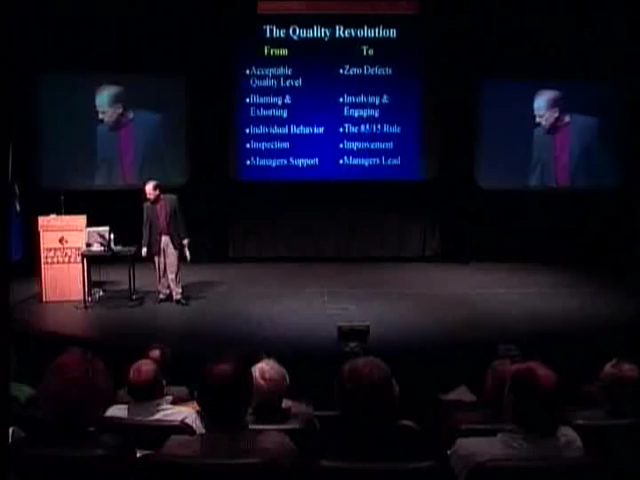 The Quality Revolution
From To
• Acceptable Quality Level • Zero Defects
• Blaming & Exhorting • Involving & Engaging
• Individual Behavior • The 85/15 Rule
• Inspection • Improvement
• Managers Support • Managers Lead